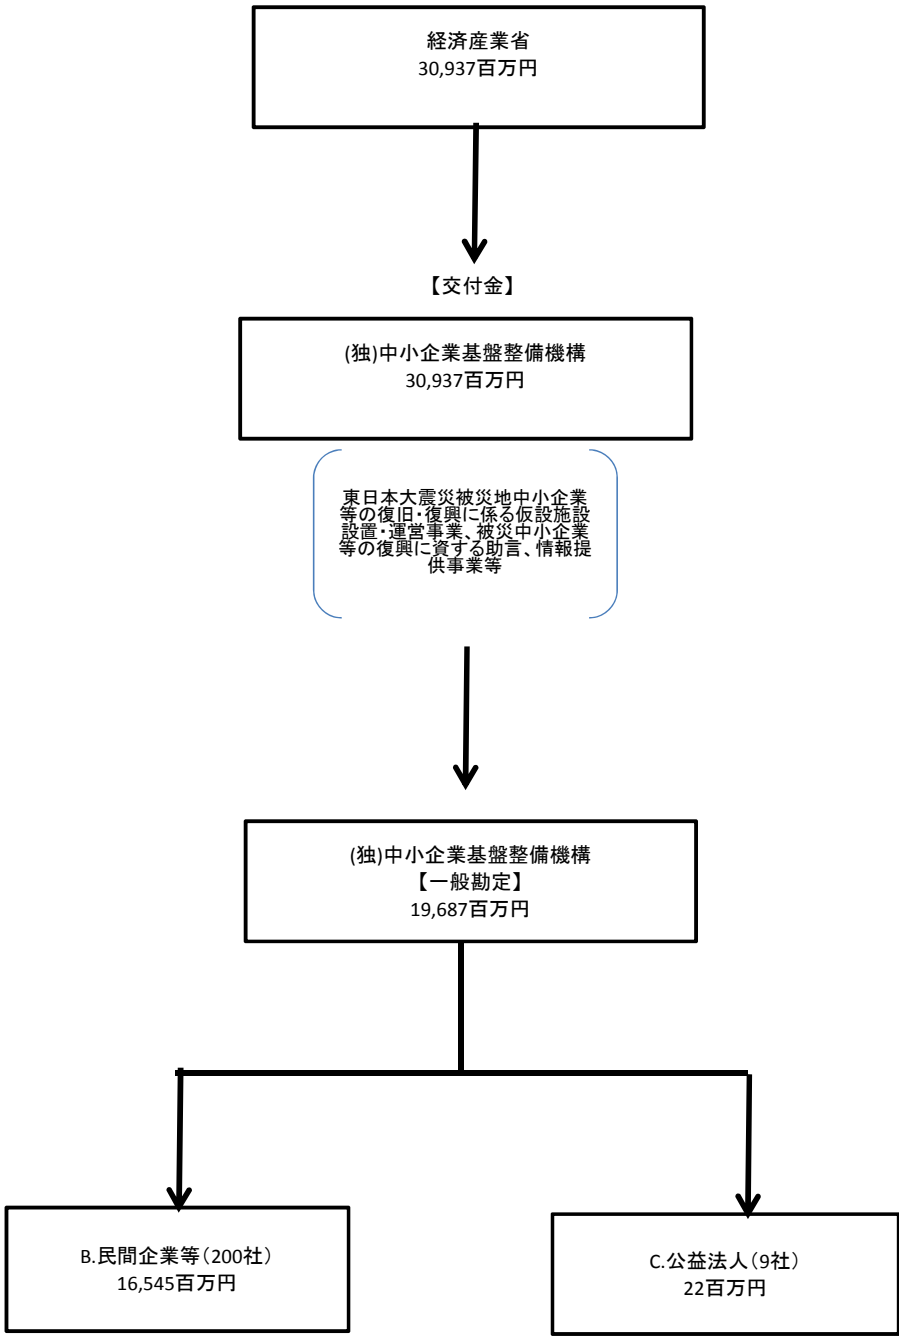 経済産業省
30,937百万円
【交付金】
(独)中小企業基盤整備機構
30,937百万円
東日本大震災被災地中小企業
等の復旧・復興に係る仮設施設
設置・運営事業、被災中小企業
等の復興に資する助言、情報提
供事業等
(独)中小企業基盤整備機構
【一般勘定】
19,687百万円
B.民間企業等(200社)
16,545百万円
C.公益法人(9社)
22百万円